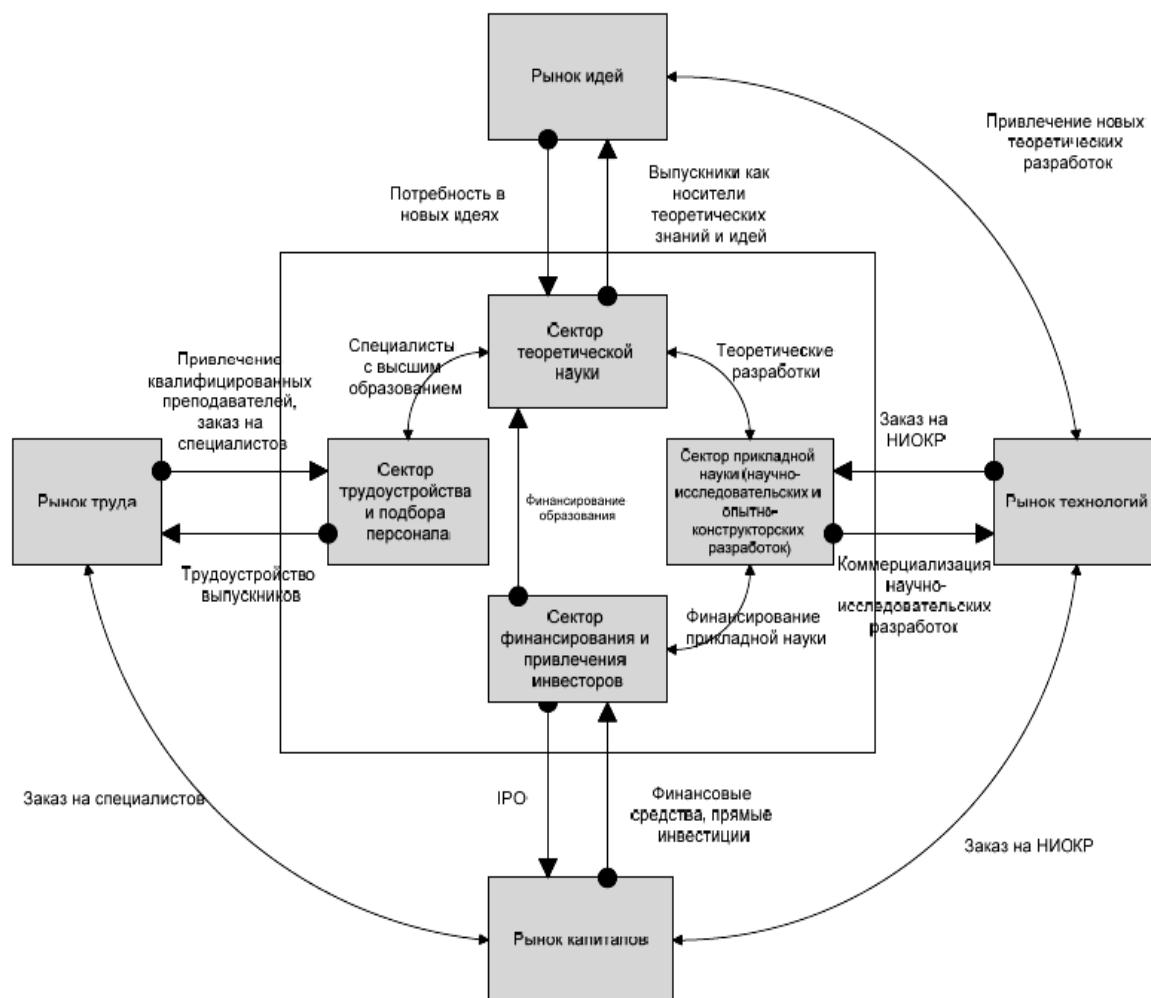 Рынок идей
Привлечение новых
теоретических
разработок
Потребность в
новых идеях
Выпускники как
носители
теоретических
знаний и идей
Сектор
теоретической
науки
Специалисты
с высшим
образованием
Теоретические
разработки
Привлечение
квалифицированных
преподавателей,
заказ на
специалистов
Заказ на
НИОКР
Рынок труда
Сектор
трудоустройства
и подбора
персонала
Финансирование
образования
Сектор прикладной
науки(научно-
исследовательских и
опытно-
конструкторских
разработок)
Рынок технологий
Трудоустройство
выпускников
Коммерциализация
научно-
исследовательских
разработок
Сектор
финансирования и
привлечения
инвесторов
Финансирование
прикладной науки
Заказ на специалистов
IPO
Финансовые
средства, прямые
инвестиции
Заказ на НИОКР
Рынок капиталов